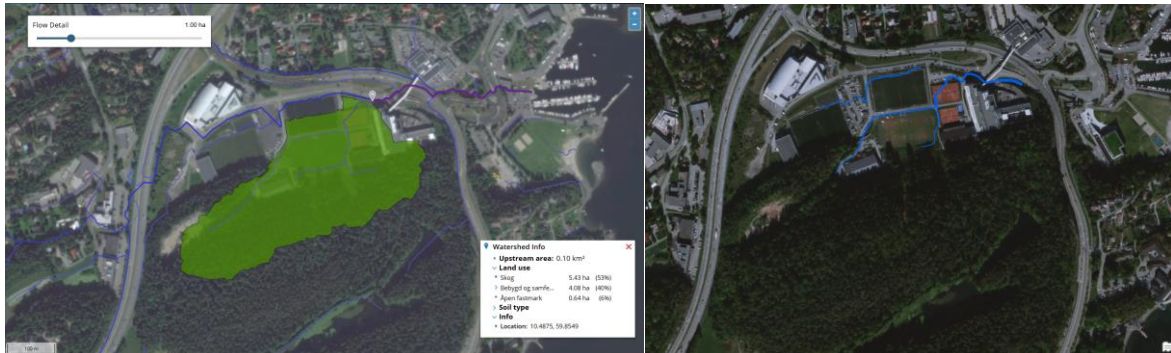 Flow Detail 1.00 ha
+
−
Watershed Info ×
• Upstream area: 0.10 km²
Land use
Skog 5.43 ha (53%)
Bebygd og samfe... 4.08 ha (40%)
Åpen fastmark 0.64 ha (6%)
Soil type
Info
• Location: 10.4875, 59.8549
100 m